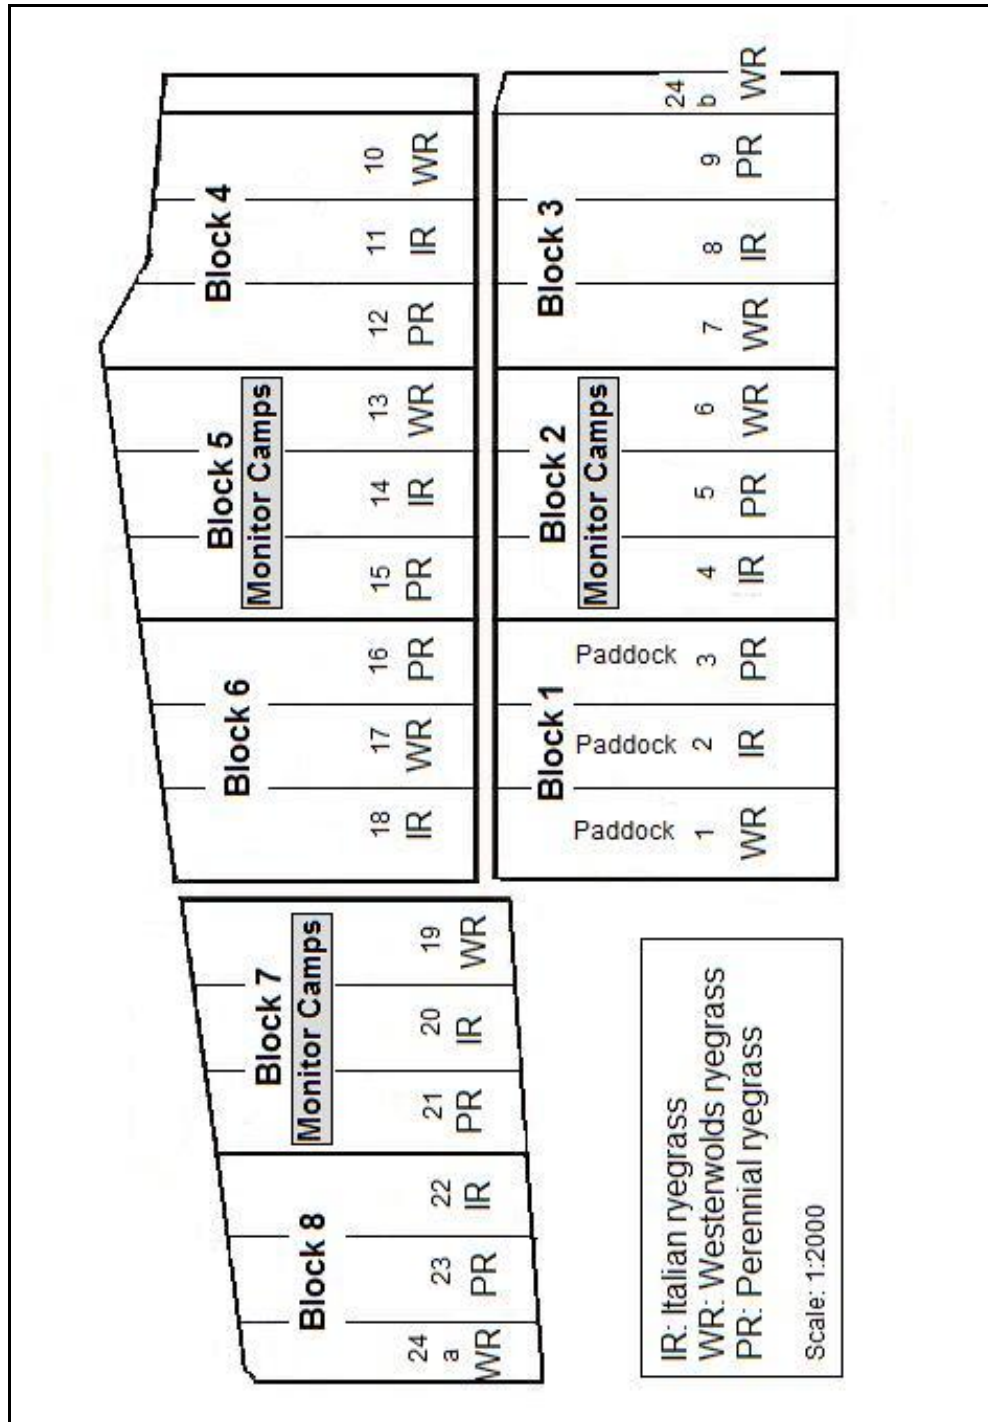 Block 8
24 a WR
23 PR
22 IR
Block 7
Monitor Camps
21 PR
20 IR
19 WR
Block 6
18 IR
17 WR
16 PR
Block 5
Monitor Camps
15 PR
14 IR
13 WR
Block 4
12 PR
11 IR
10 WR
Block 1
Paddock 1 WR
Paddock 2 IR
Paddock 3 PR
Block 2
Monitor Camps
4 IR
5 PR
6 WR
Block 3
7 WR
8 IR
9 PR
24 b WR
IR: Italian ryegrass
WR: Westerwolds ryegrass
PR: Perennial ryegrass
Scale: 1:2000